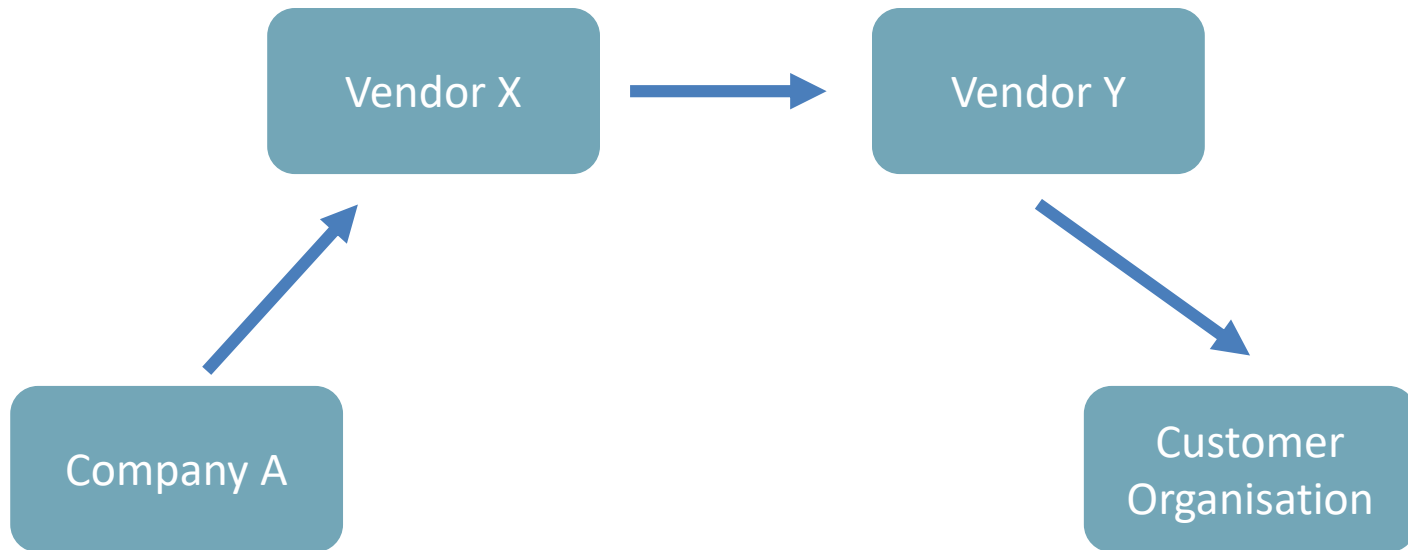 Vendor X
Vendor Y
Company A
Customer
Organisation